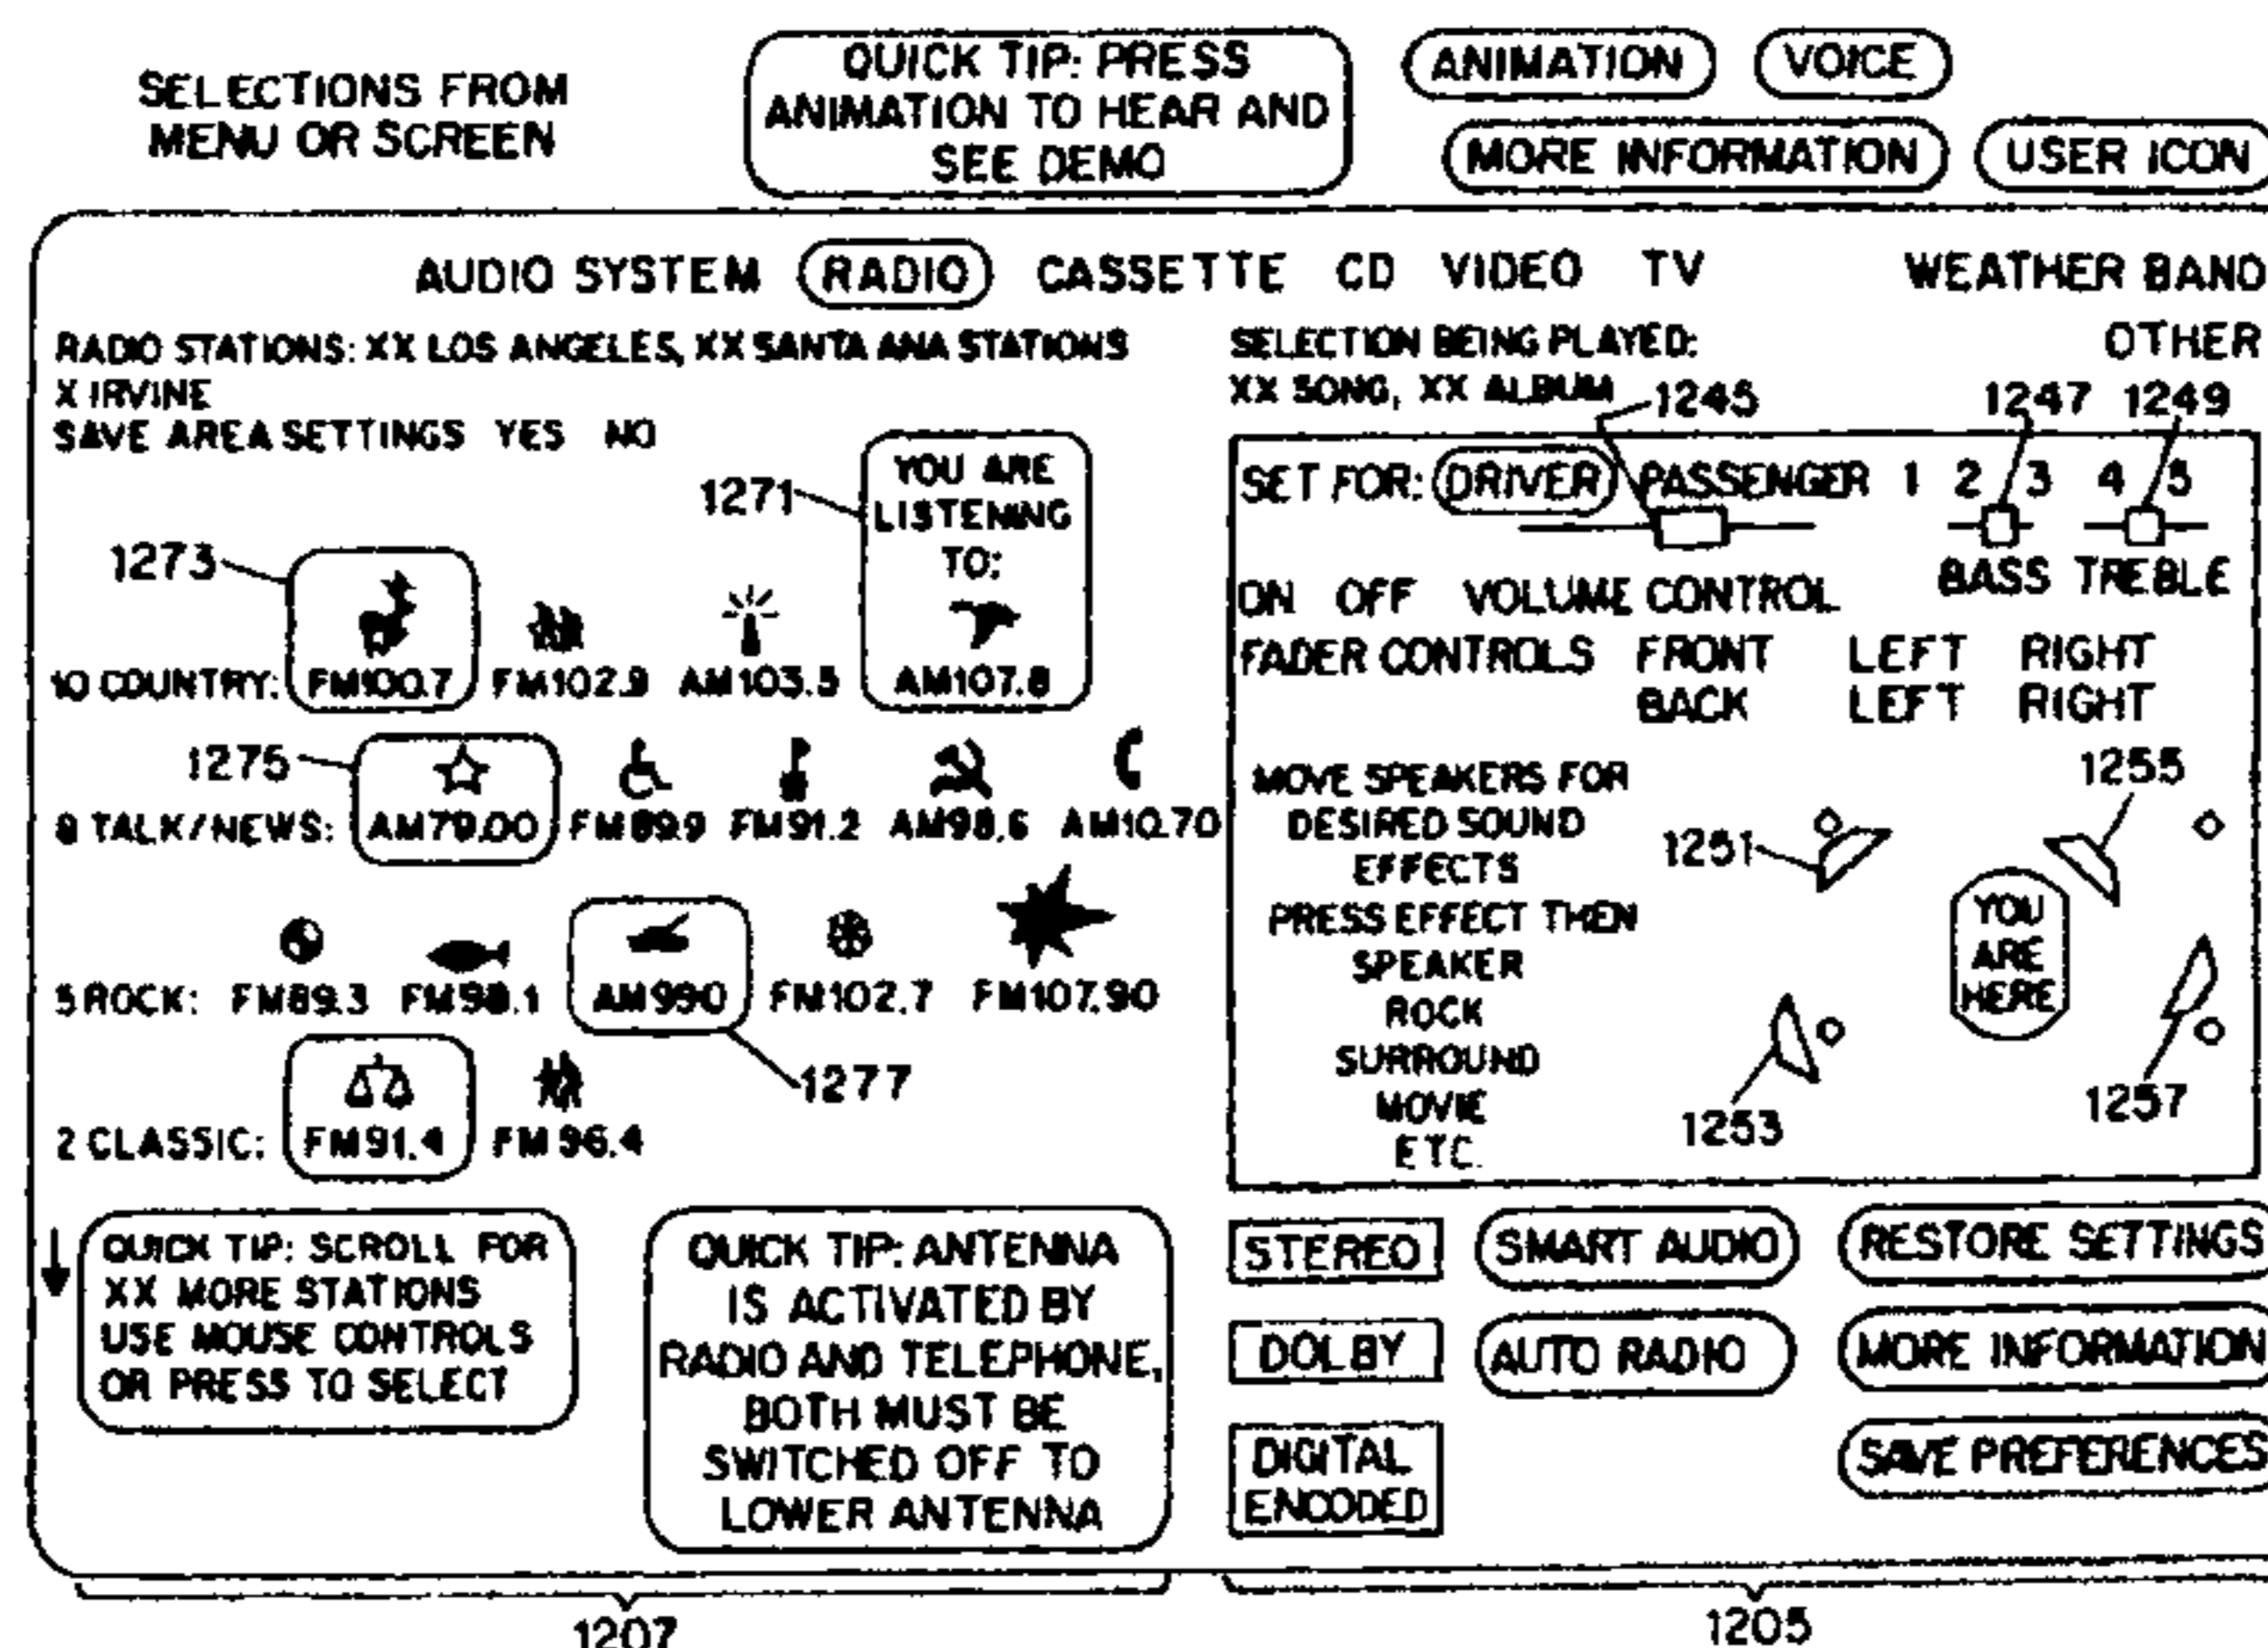 SELECTIONS FROM
MENU OR SCREEN
QUICK TIP: PRESS
ANIMATION TO HEAR AND
SEE DEMO
ANIMATION VOICE
MORE INFORMATION USER ICON
AUDIO SYSTEM RADIO CASSETTE CD VIDEO TV WEATHER BAND
RADIO STATIONS: XX LOS ANGELES, XX SANTA ANA STATIONS
X IRVINE
SAVE AREA SETTINGS YES NO
1271
YOU ARE
LISTENING
TO:
AM107.8
1273
10 COUNTRY: FM100.7 FM102.9 AM103.5
1275
8 TALK/NEWS: AM79.00 FM89.9 FM91.2 AM98.6 AM10.70
5 ROCK: FM89.3 FM98.1 AM990 FM102.7 FM107.90
1277
2 CLASSIC: FM91.4 FM96.4
QUICK TIP: SCROLL FOR
XX MORE STATIONS
USE MOUSE CONTROLS
OR PRESS TO SELECT
QUICK TIP: ANTENNA
IS ACTIVATED BY
RADIO AND TELEPHONE,
BOTH MUST BE
SWITCHED OFF TO
LOWER ANTENNA
1207
SELECTION BEING PLAYED:
XX SONG, XX ALBUM
OTHER
1245 1247 1249
SET FOR: DRIVER PASSENGER 1 2 3 4 5
BASS TREBLE
ON OFF VOLUME CONTROL
FADER CONTROLS FRONT LEFT RIGHT
BACK LEFT RIGHT
MOVE SPEAKERS FOR
DESIRED SOUND
EFFECTS
PRESS EFFECT THEN
SPEAKER
ROCK
SURROUND
MOVIE
ETC.
1251
1255
YOU
ARE
HERE
1253
1257
STEREO SMART AUDIO RESTORE SETTINGS
DOLBY AUTO RADIO MORE INFORMATION
DIGITAL
ENCODED
SAVE PREFERENCES
1205